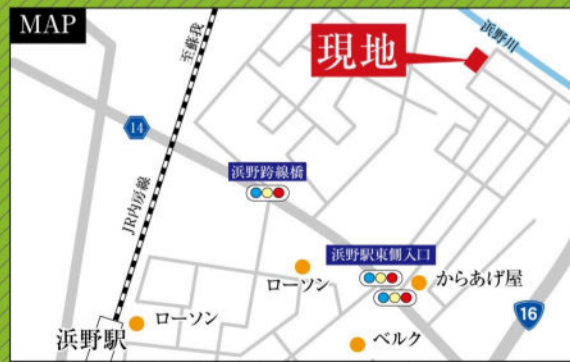 MAP
至蘇我
現地
浜野川
14
浜野跨線橋
JR内房線
浜野駅東側入口
ローソン
からあげ屋
ローソン
16
浜野駅
ベルク